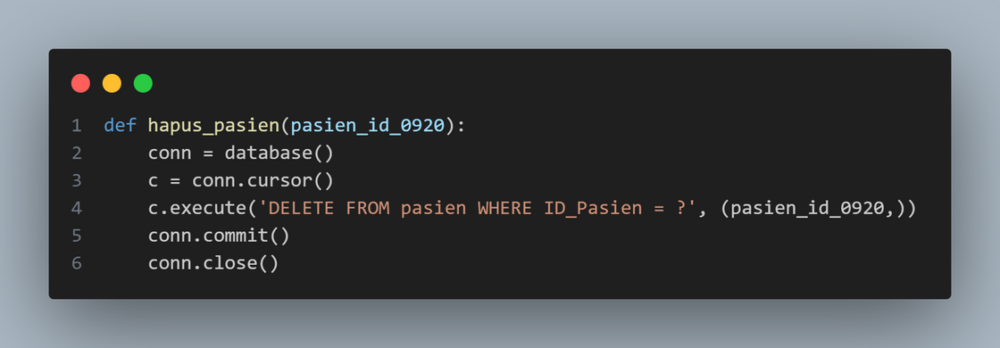 1 def hapus_pasien(pasien_id_0920):
2     conn = database()
3     c = conn.cursor()
4     c.execute('DELETE FROM pasien WHERE ID_Pasien = ?', (pasien_id_0920,))
5     conn.commit()
6     conn.close()